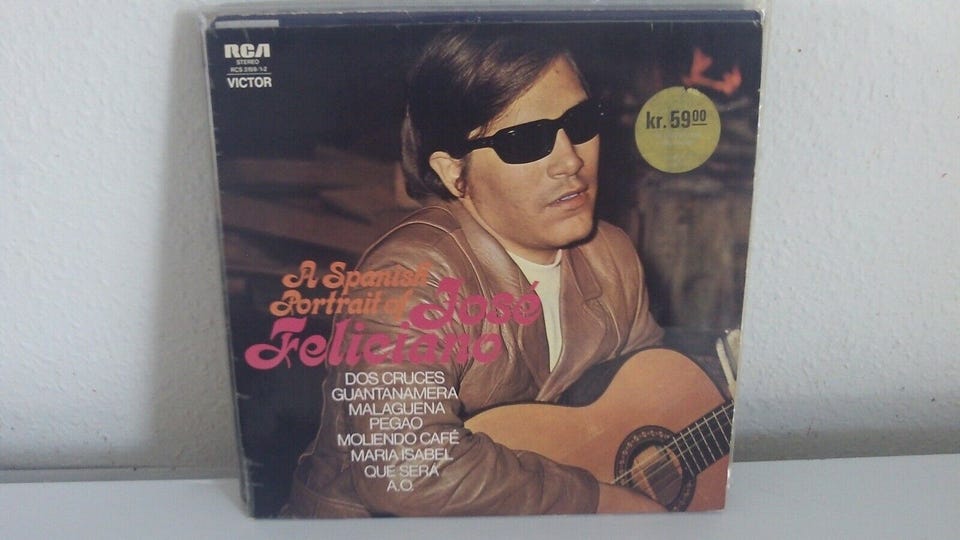 RCA
STEREO
VICTOR
kr. 59 00
A Spanish
Portrait of José
Feliciano
DOS CRUCES
GUANTANAMERA
MALAGUENA
PEGAO
MOLIENDO CAFÉ
MARIA ISABEL
QUE SERÁ
A.O.